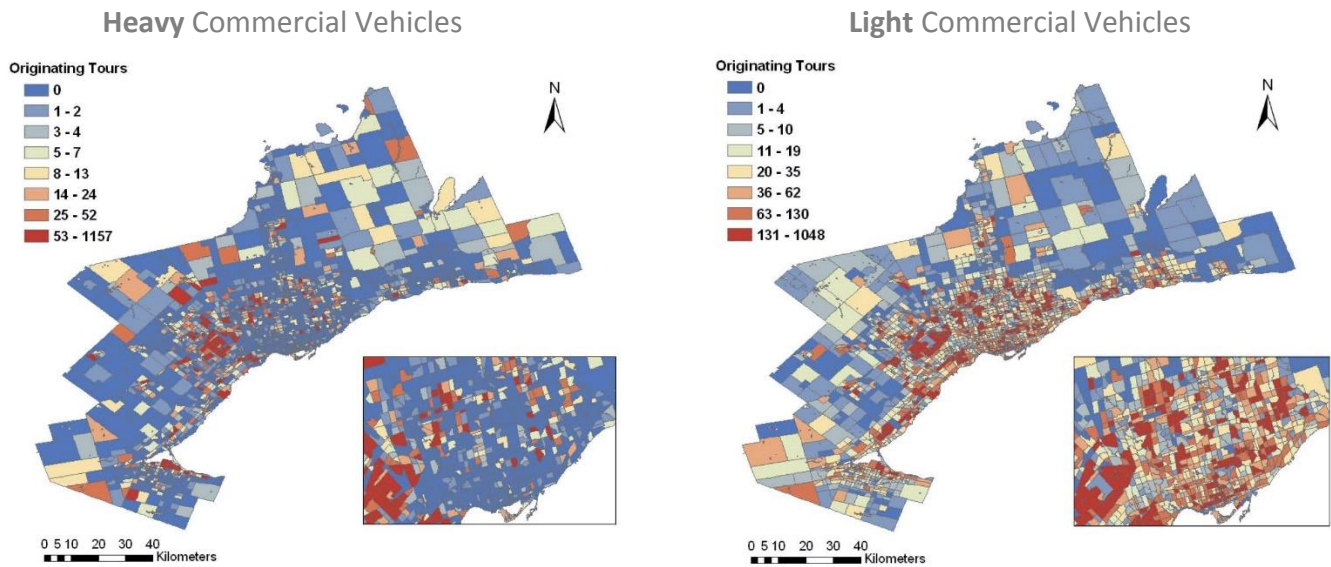 Heavy Commercial Vehicles
Originating Tours
0
1 - 2
3 - 4
5 - 7
8 - 13
14 - 24
25 - 52
53 - 1157
N
0 5 10 20 30 40
Kilometers
Light Commercial Vehicles
Originating Tours
0
1 - 4
5 - 10
11 - 19
20 - 35
36 - 62
63 - 130
131 - 1048
N
0 5 10 20 30 40
Kilometers